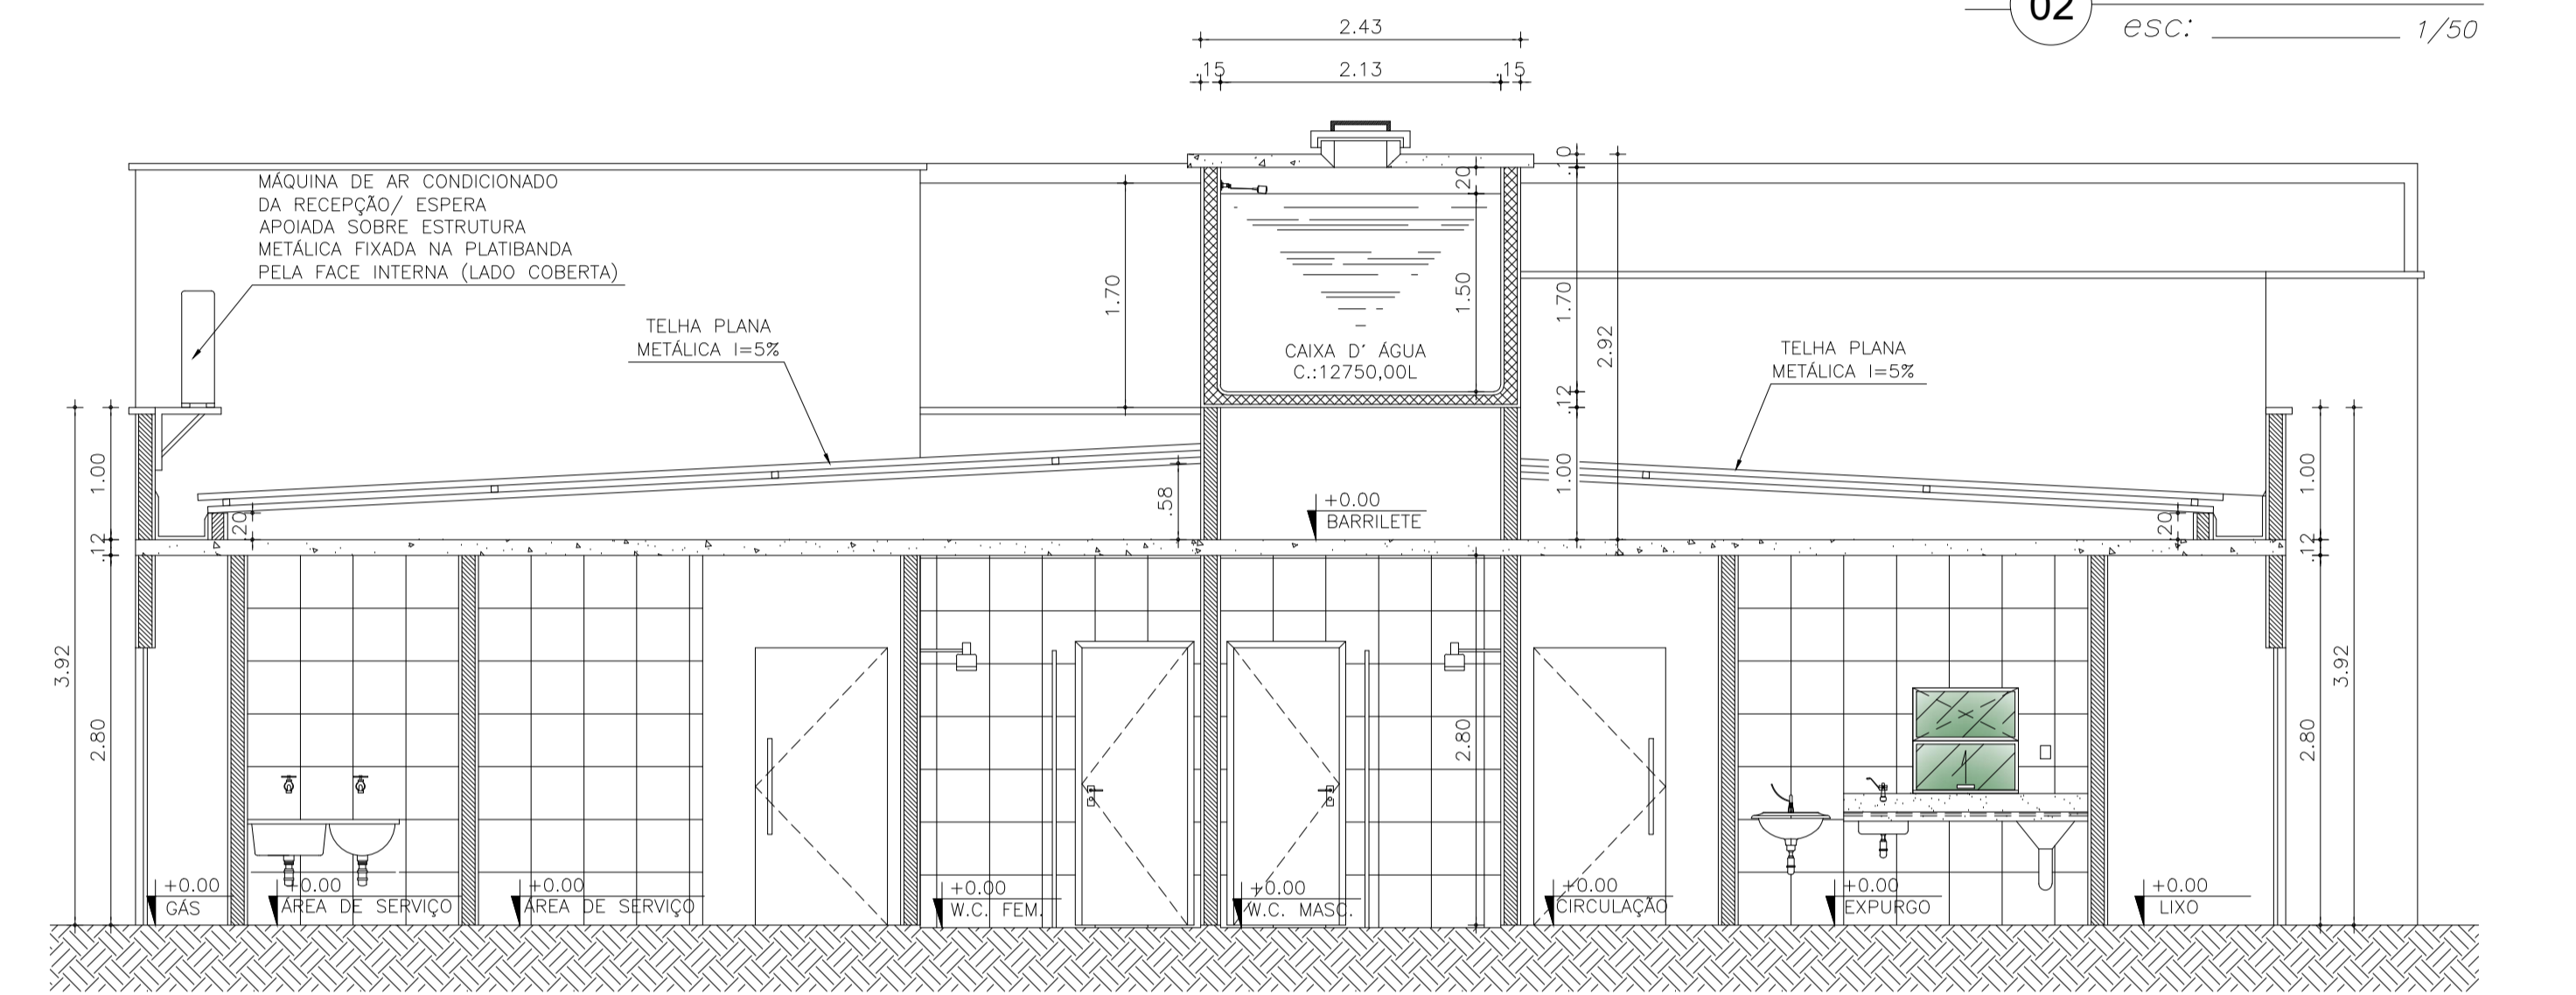 02
esc: 1/50
2.43
.15 2.13 .15
MÁQUINA DE AR CONDICIONADO
DA RECEPÇÃO/ ESPERA
APOIADA SOBRE ESTRUTURA
METÁLICA FIXADA NA PLATIBANDA
PELA FACE INTERNA (LADO COBERTA)
TELHA PLANA
METÁLICA I=5%
1.70
.20
1.50
CAIXA D´ ÁGUA
C.:12750,00L
.10
1.70
.12
1.00
2.92
TELHA PLANA
METÁLICA I=5%
3.92
1.00
.12
2.80
.20
.58
+0.00
BARRILETE
.20
1.00
.12
2.80
3.92
2.80
+0.00
GÁS
+0.00
ÁREA DE SERVIÇO
+0.00
ÁREA DE SERVIÇO
+0.00
W.C. FEM.
+0.00
W.C. MASC.
+0.00
CIRCULAÇÃO
+0.00
EXPURGO
+0.00
LIXO